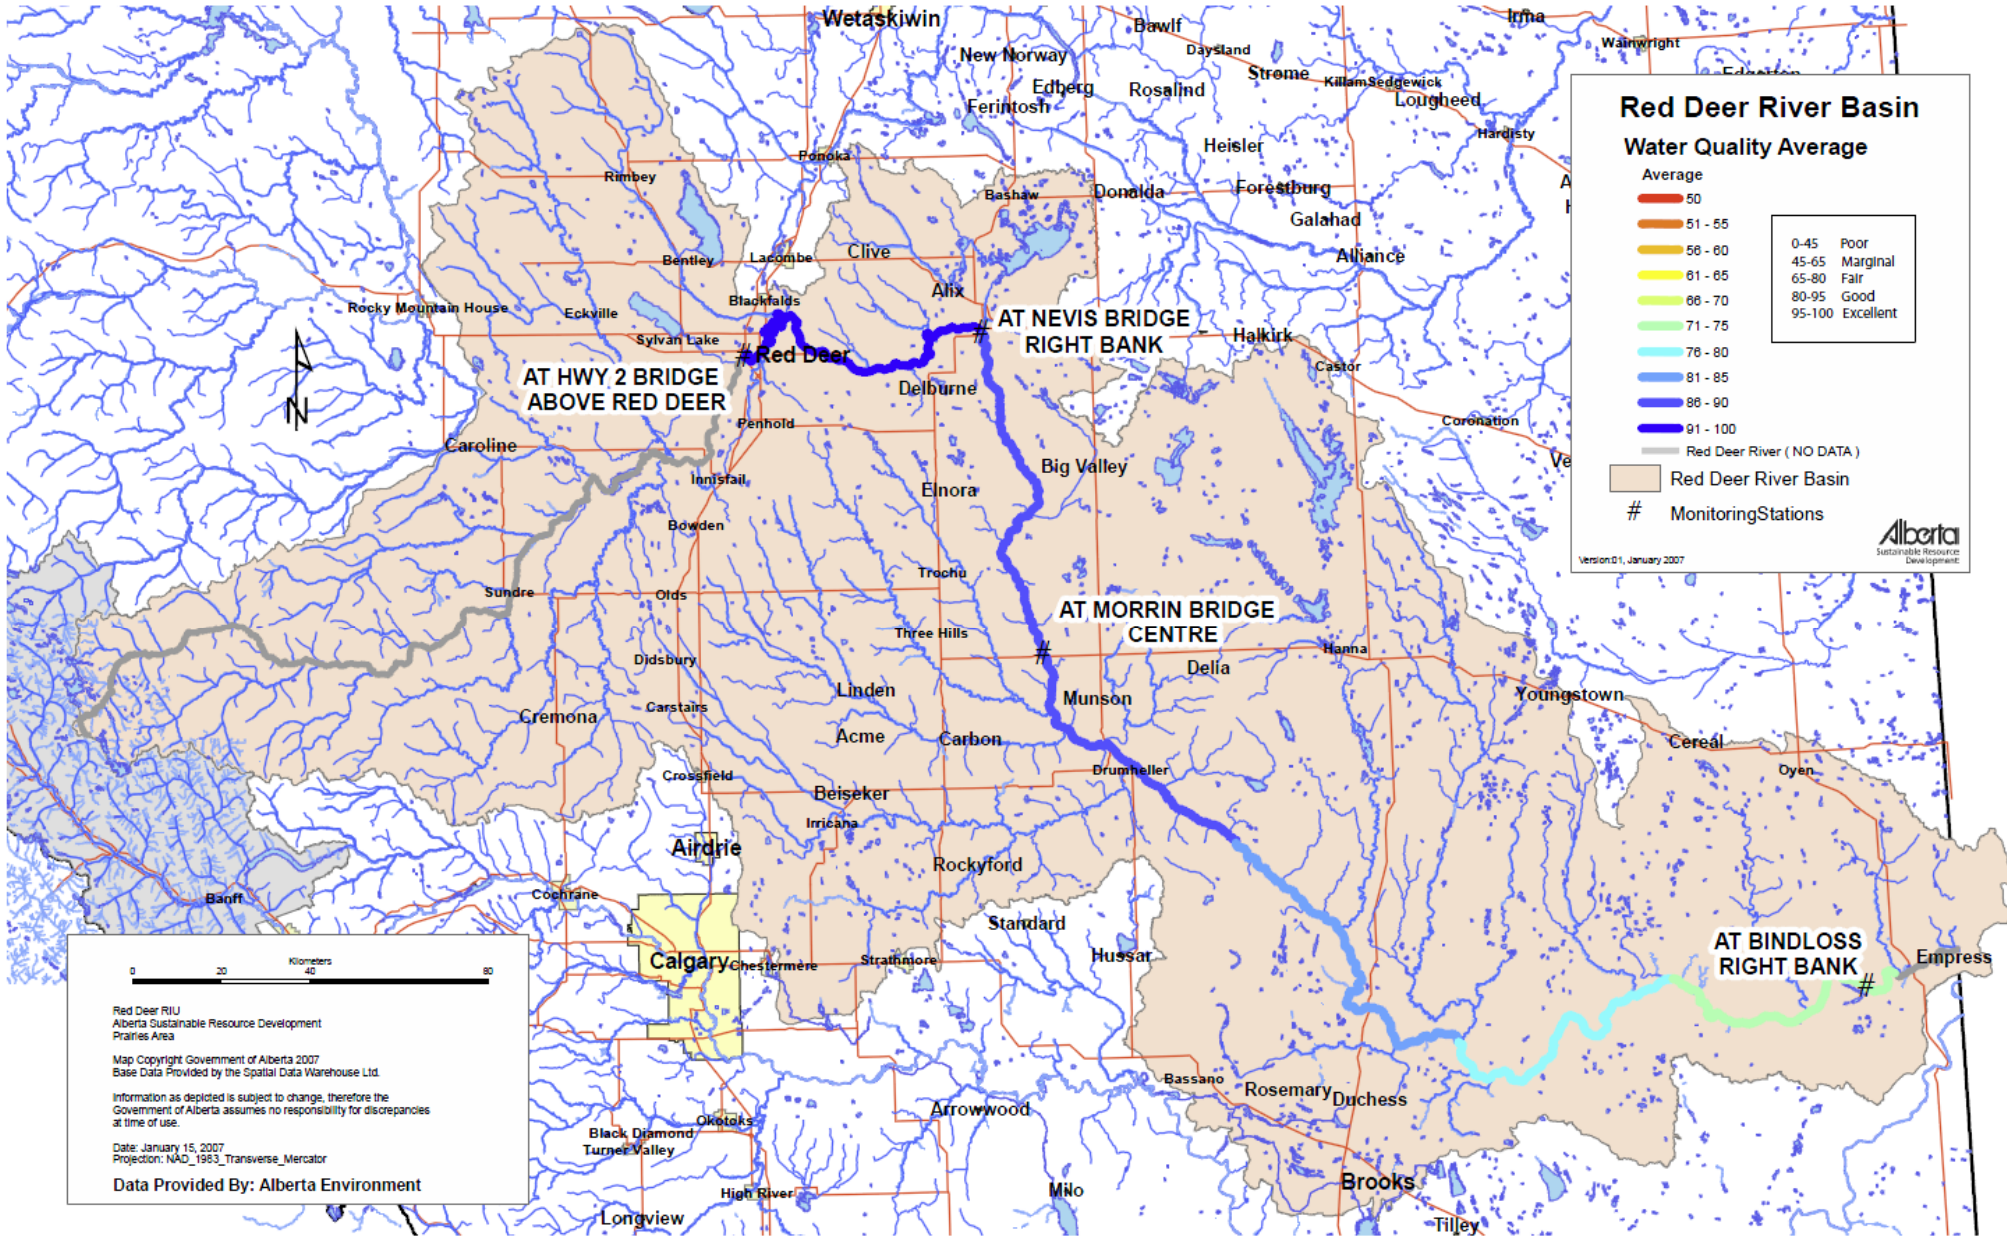 Wetaskiwin
Irma
Bawlf
Wainwright
New Norway
Daysland
Strome
Edberg
Rosalind
Killam
Sedgewick
Lougheed
Ferintosh
Hardisty
Heisler
Ponoka
Rimbey
Bashaw
Donalda
Forestburg
Galahad
Alliance
Bentley
Lacombe
Clive
Alix
Rocky Mountain House
Eckville
Blackfalds
Sylvan Lake
Red Deer
AT NEVIS BRIDGE
RIGHT BANK
Halkirk
Castor
AT HWY 2 BRIDGE
ABOVE RED DEER
Delburne
N
Penhold
Coronation
Caroline
Innisfail
Big Valley
Elnora
Bowden
Trochu
Sundre
Olds
AT MORRIN BRIDGE
CENTRE
Three Hills
Didsbury
Hanna
Delia
Linden
Munson
Youngstown
Cremona
Carstairs
Acme
Carbon
Cereal
Crossfield
Drumheller
Oyen
Beiseker
Irricana
Airdrie
Rockyford
Banff
Cochrane
Standard
Calgary
Chestermere
Strathmore
Hussar
AT BINDLOSS
RIGHT BANK
Empress
Bassano
Rosemary
Duchess
Arrowwood
Okotoks
Black Diamond
Turner Valley
Brooks
High River
Milo
Longview
Tilley
Red Deer River Basin
Water Quality Average
Average
50
51 - 55
56 - 60
61 - 65
66 - 70
71 - 75
76 - 80
81 - 85
86 - 90
91 - 100
Red Deer River ( NO DATA )
Red Deer River Basin
# MonitoringStations
0-45 Poor
45-65 Marginal
65-80 Fair
80-95 Good
95-100 Excellent
Version:01, January 2007
Alberta
Sustainable Resource
Development
Kilometers
0 20 40 80
Red Deer RIU
Alberta Sustainable Resource Development
Prairies Area
Map Copyright Government of Alberta 2007
Base Data Provided by the Spatial Data Warehouse Ltd.
Information as depicted is subject to change, therefore the
Government of Alberta assumes no responsibility for discrepancies
at time of use.
Date: January 15, 2007
Projection: NAD_1983_Transverse_Mercator
Data Provided By: Alberta Environment